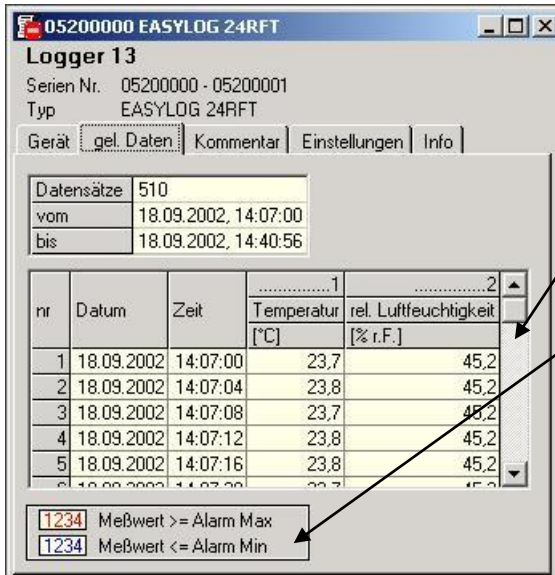 05200000 EASYLOG 24RFT
Logger 13
Serien Nr. 05200000 - 05200001
Typ EASYLOG 24RFT
Gerät gel. Daten Kommentar Einstellungen Info
Datensätze 510
vom 18.09.2002, 14:07:00
bis 18.09.2002, 14:40:56
..............1 ..............2
nr Datum Zeit Temperatur rel. Luftfeuchtigkeit
[°C] [% r.F.]
1 18.09.2002 14:07:00 23,7 45,2
2 18.09.2002 14:07:04 23,8 45,2
3 18.09.2002 14:07:08 23,7 45,2
4 18.09.2002 14:07:12 23,8 45,2
5 18.09.2002 14:07:16 23,8 45,2
1234 Meßwert >= Alarm Max
1234 Meßwert <= Alarm Min